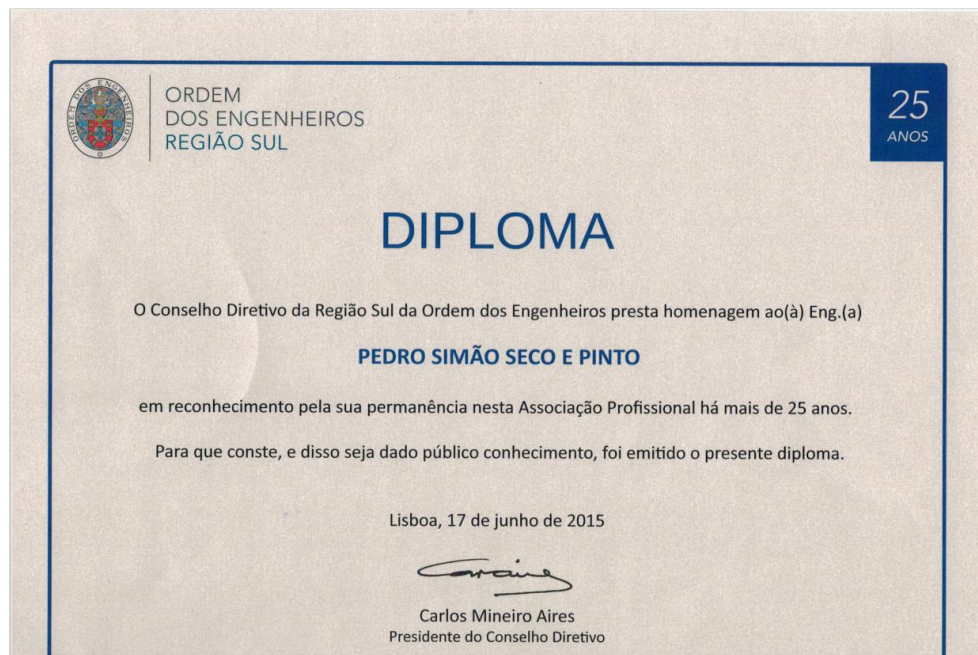 ORDEM
DOS ENGENHEIROS
REGIÃO SUL
ORDEM DOS ENGENHEIROS
25
ANOS
DIPLOMA
O Conselho Diretivo da Região Sul da Ordem dos Engenheiros presta homenagem ao(à) Eng.(a)
PEDRO SIMÃO SECO E PINTO
em reconhecimento pela sua permanência nesta Associação Profissional há mais de 25 anos.
Para que conste, e disso seja dado público conhecimento, foi emitido o presente diploma.
Lisboa, 17 de junho de 2015
Carlos Mineiro Aires
Presidente do Conselho Diretivo